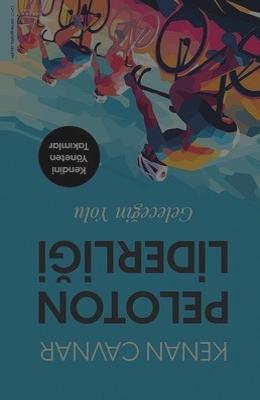 KENAN CAVNAR
PELOTON
LİDERLİĞİ
Geleceğin Yolu
Kendini
Yöneten
Takımlar